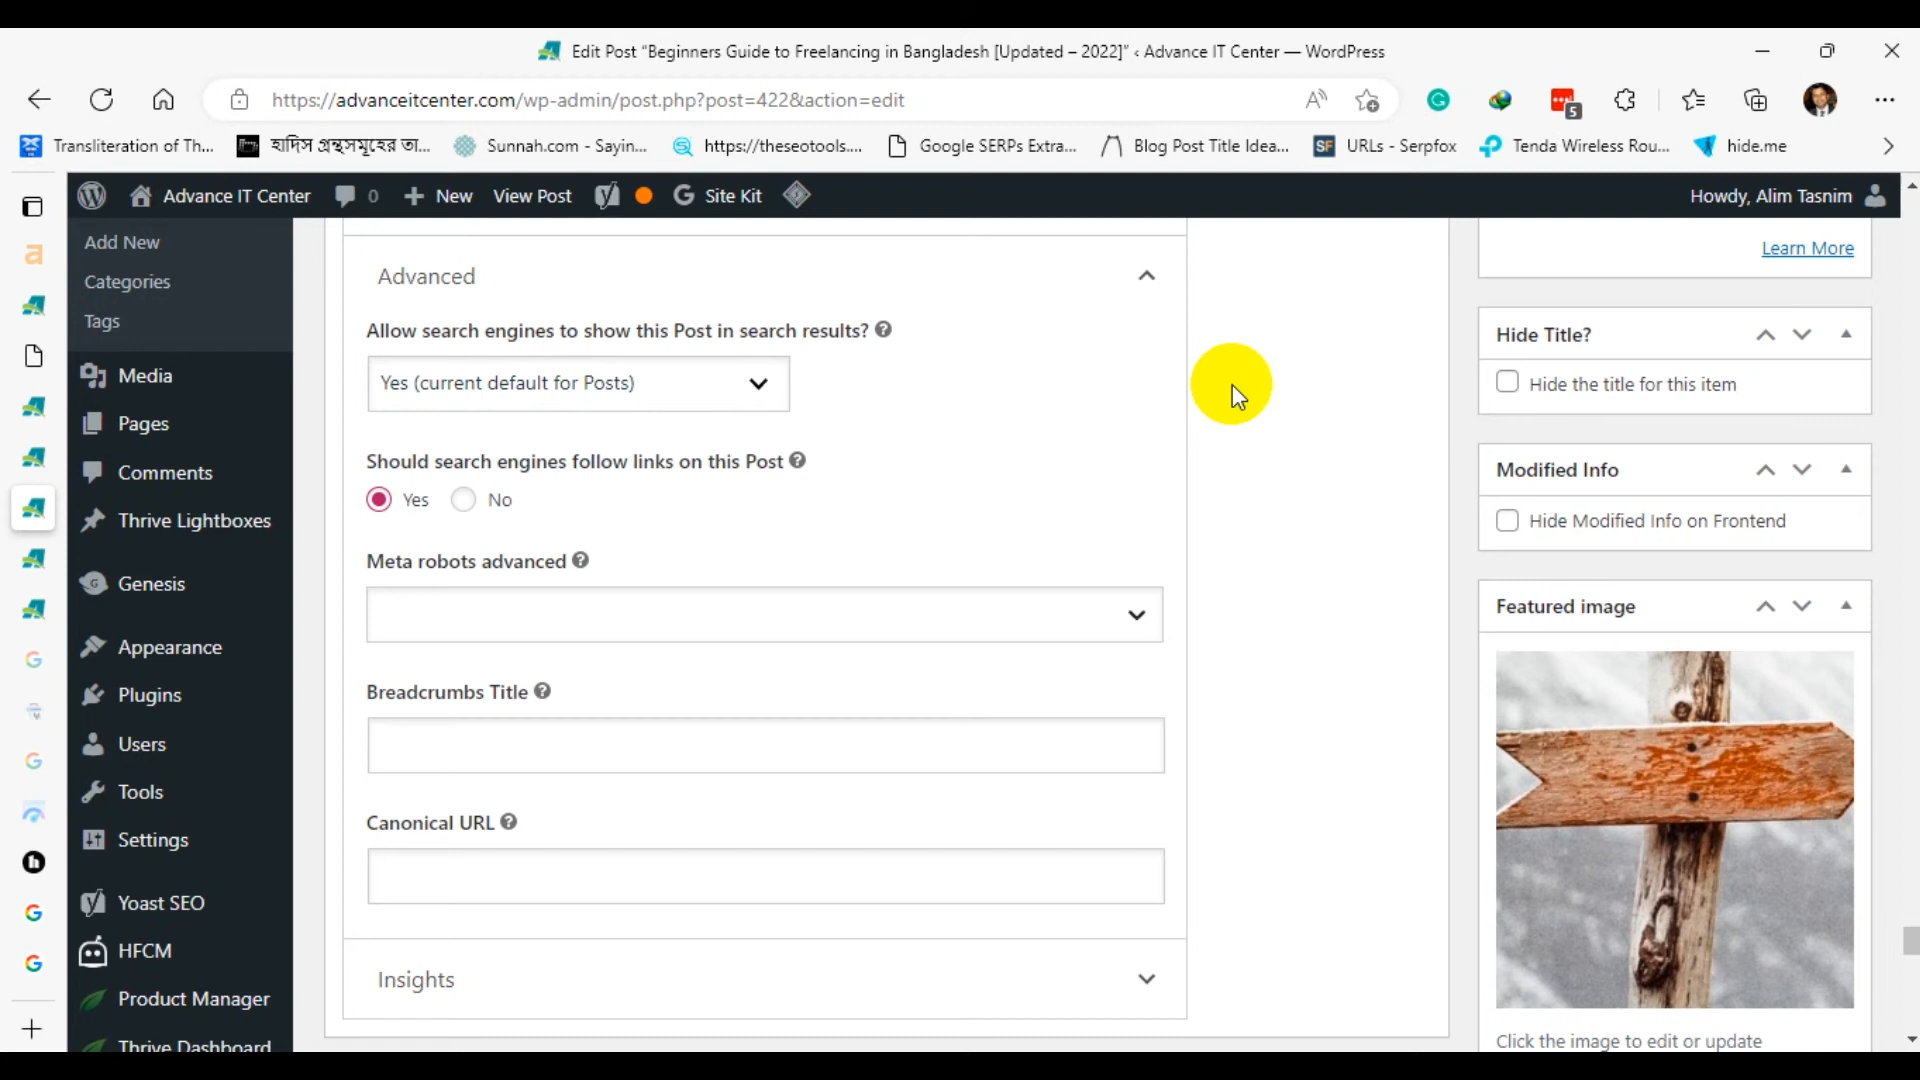 Edit Post “Beginners Guide to Freelancing in Bangladesh [Updated – 2022]” ‹ Advance IT Center — WordPress
https://advanceitcenter.com/wp-admin/post.php?post=422&action=edit
5
Transliteration of Th...
হাদিস গ্রন্থসমূহের তা...
Sunnah.com - Sayin...
https://theseotools....
Google SERPs Extra...
Blog Post Title Idea...
SF URLs - Serpfox
Tenda Wireless Rou...
hide.me
Advance IT Center
0
New
View Post
Site Kit
Howdy, Alim Tasnim
Add New
Categories
Tags
Media
Pages
Comments
Thrive Lightboxes
Genesis
Appearance
Plugins
Users
Tools
Settings
Yoast SEO
HFCM
Product Manager
Thrive Dashboard
Advanced
Allow search engines to show this Post in search results?
Yes (current default for Posts)
Should search engines follow links on this Post
Yes No
Meta robots advanced
Breadcrumbs Title
Canonical URL
Insights
Learn More
Hide Title?
Hide the title for this item
Modified Info
Hide Modified Info on Frontend
Featured image
Click the image to edit or update